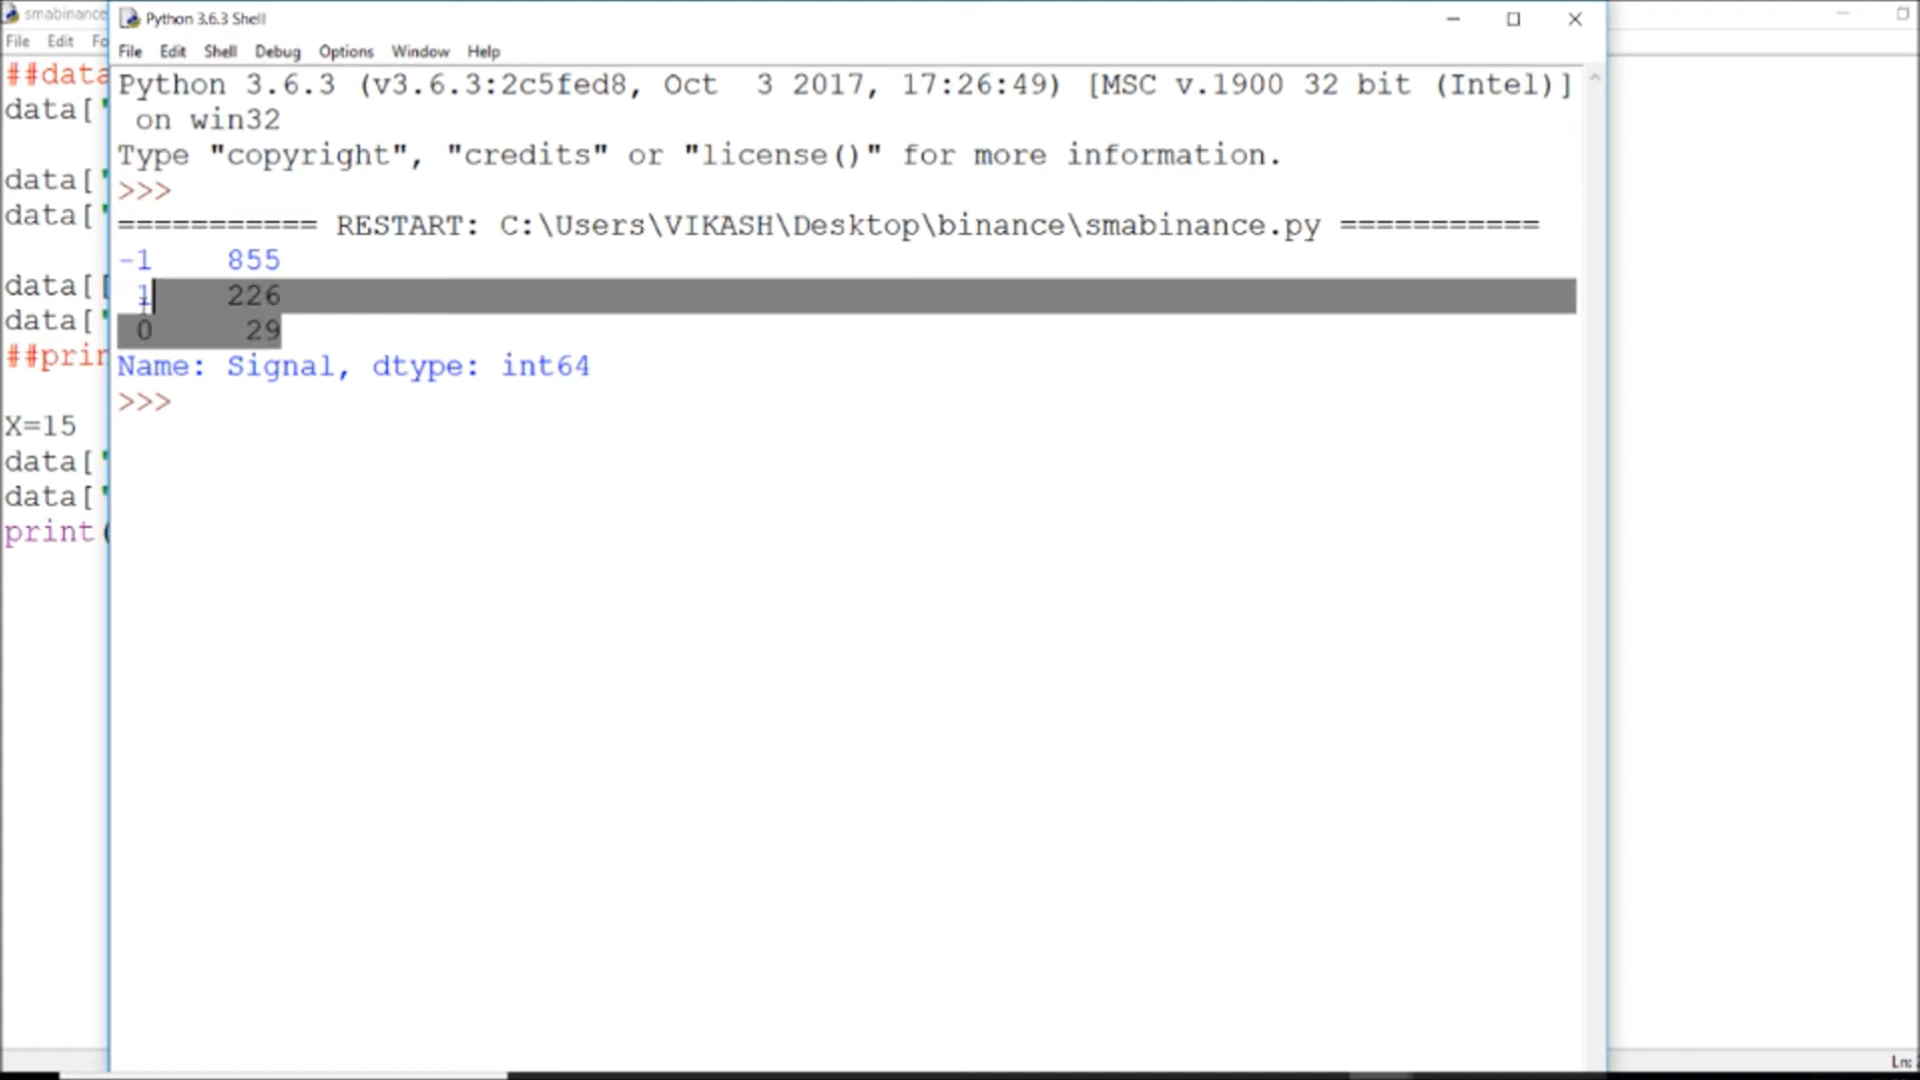 smabinance
Python 3.6.3 Shell
File Edit Fo
File Edit Shell Debug Options Window Help
##data
data['
data['
data['
data[[
data['
##prin
X=15
data['
data['
print(
Python 3.6.3 (v3.6.3:2c5fed8, Oct  3 2017, 17:26:49) [MSC v.1900 32 bit (Intel)]
on win32
Type "copyright", "credits" or "license()" for more information.
>>>
=========== RESTART: C:\Users\VIKASH\Desktop\binance\smabinance.py ===========
-1    855
1    226
0     29
Name: Signal, dtype: int64
>>>
Ln: